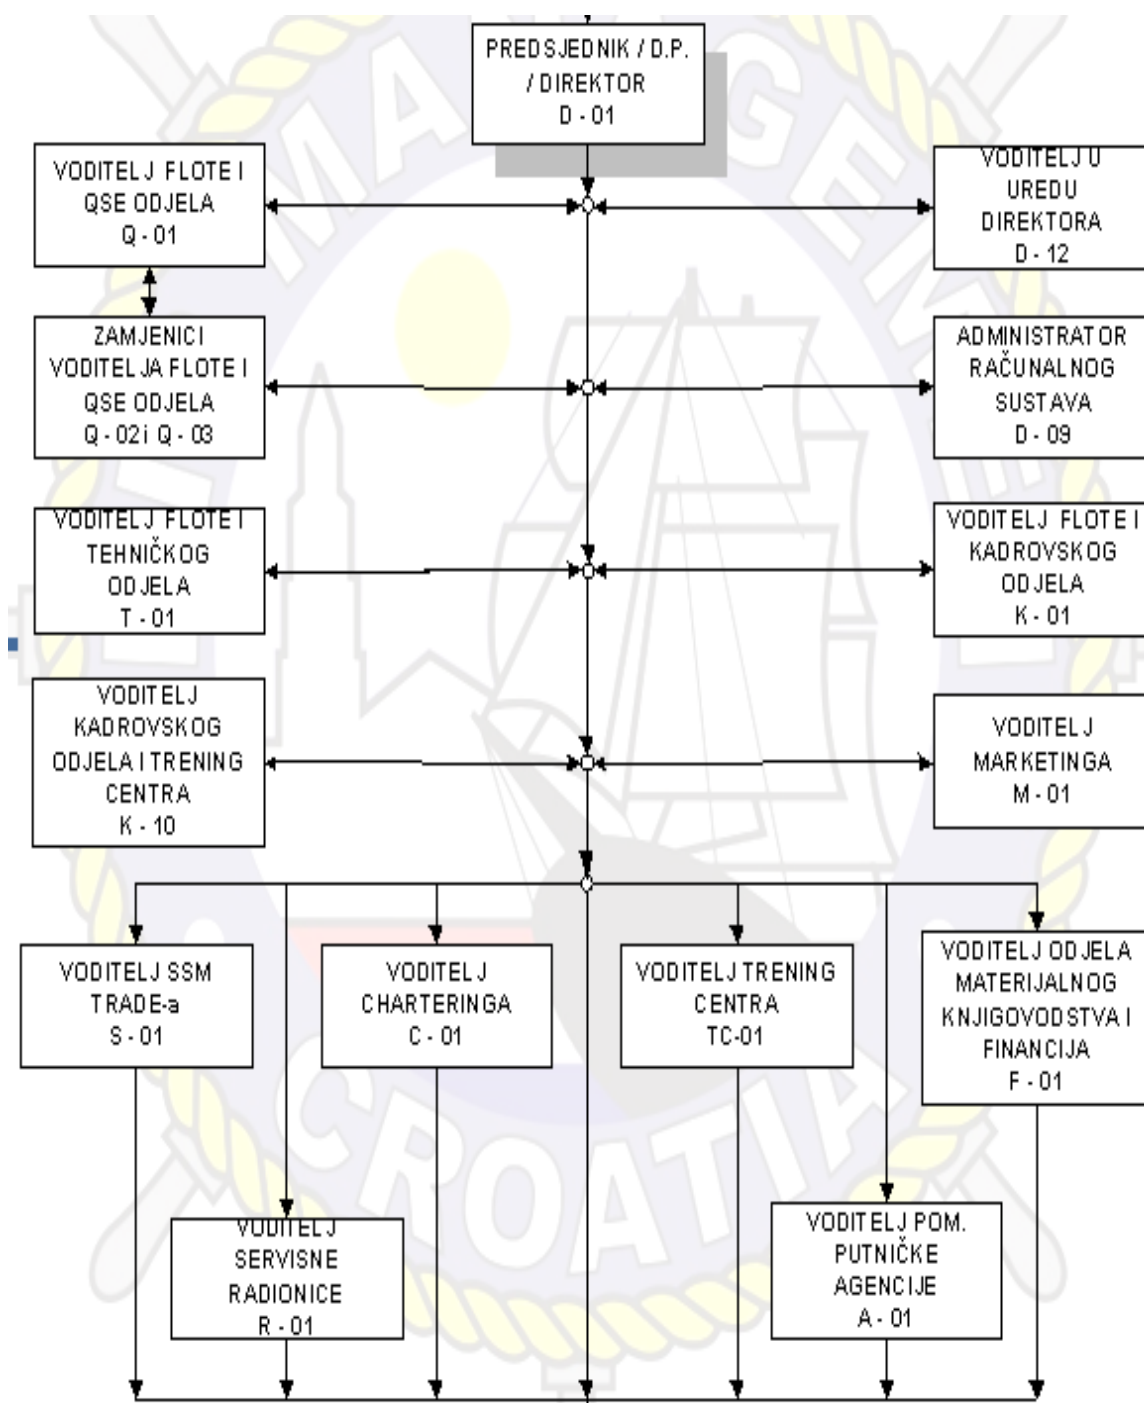 PREDSJEDNIK / D.P.
/ DIREKTOR
D - 01
VODITELJ FLOTE I
QSE ODJELA
Q - 01
VODITELJ U
UREDU
DIREKTORA
D - 12
ZAMJENICI
VODITELJA FLOTE I
QSE ODJELA
Q - 02 i Q - 03
ADMINISTRATOR
RAČUNALNOG
SUSTAVA
D - 09
VODITELJ FLOTE I
TEHNIČKOG
ODJELA
T - 01
VODITELJ FLOTE I
KADROVSKOG
ODJELA
K - 01
VODITELJ
KADROVSKOG
ODJELA I TRENING
CENTRA
K - 10
VODITELJ
MARKETINGA
M - 01
VODITELJ SSM
TRADE-a
S - 01
VODITELJ
CHARTERINGA
C - 01
VODITELJ TRENING
CENTRA
TC-01
VODITELJ ODJELA
MATERIJALNOG
KNJIGOVODSTVA I
FINANCIJA
F - 01
VODITELJ
SERVISNE
RADIONICE
R - 01
VODITELJ POM.
PUTNIČKE
AGENCIJE
A - 01
MANAGEME
CROATIA